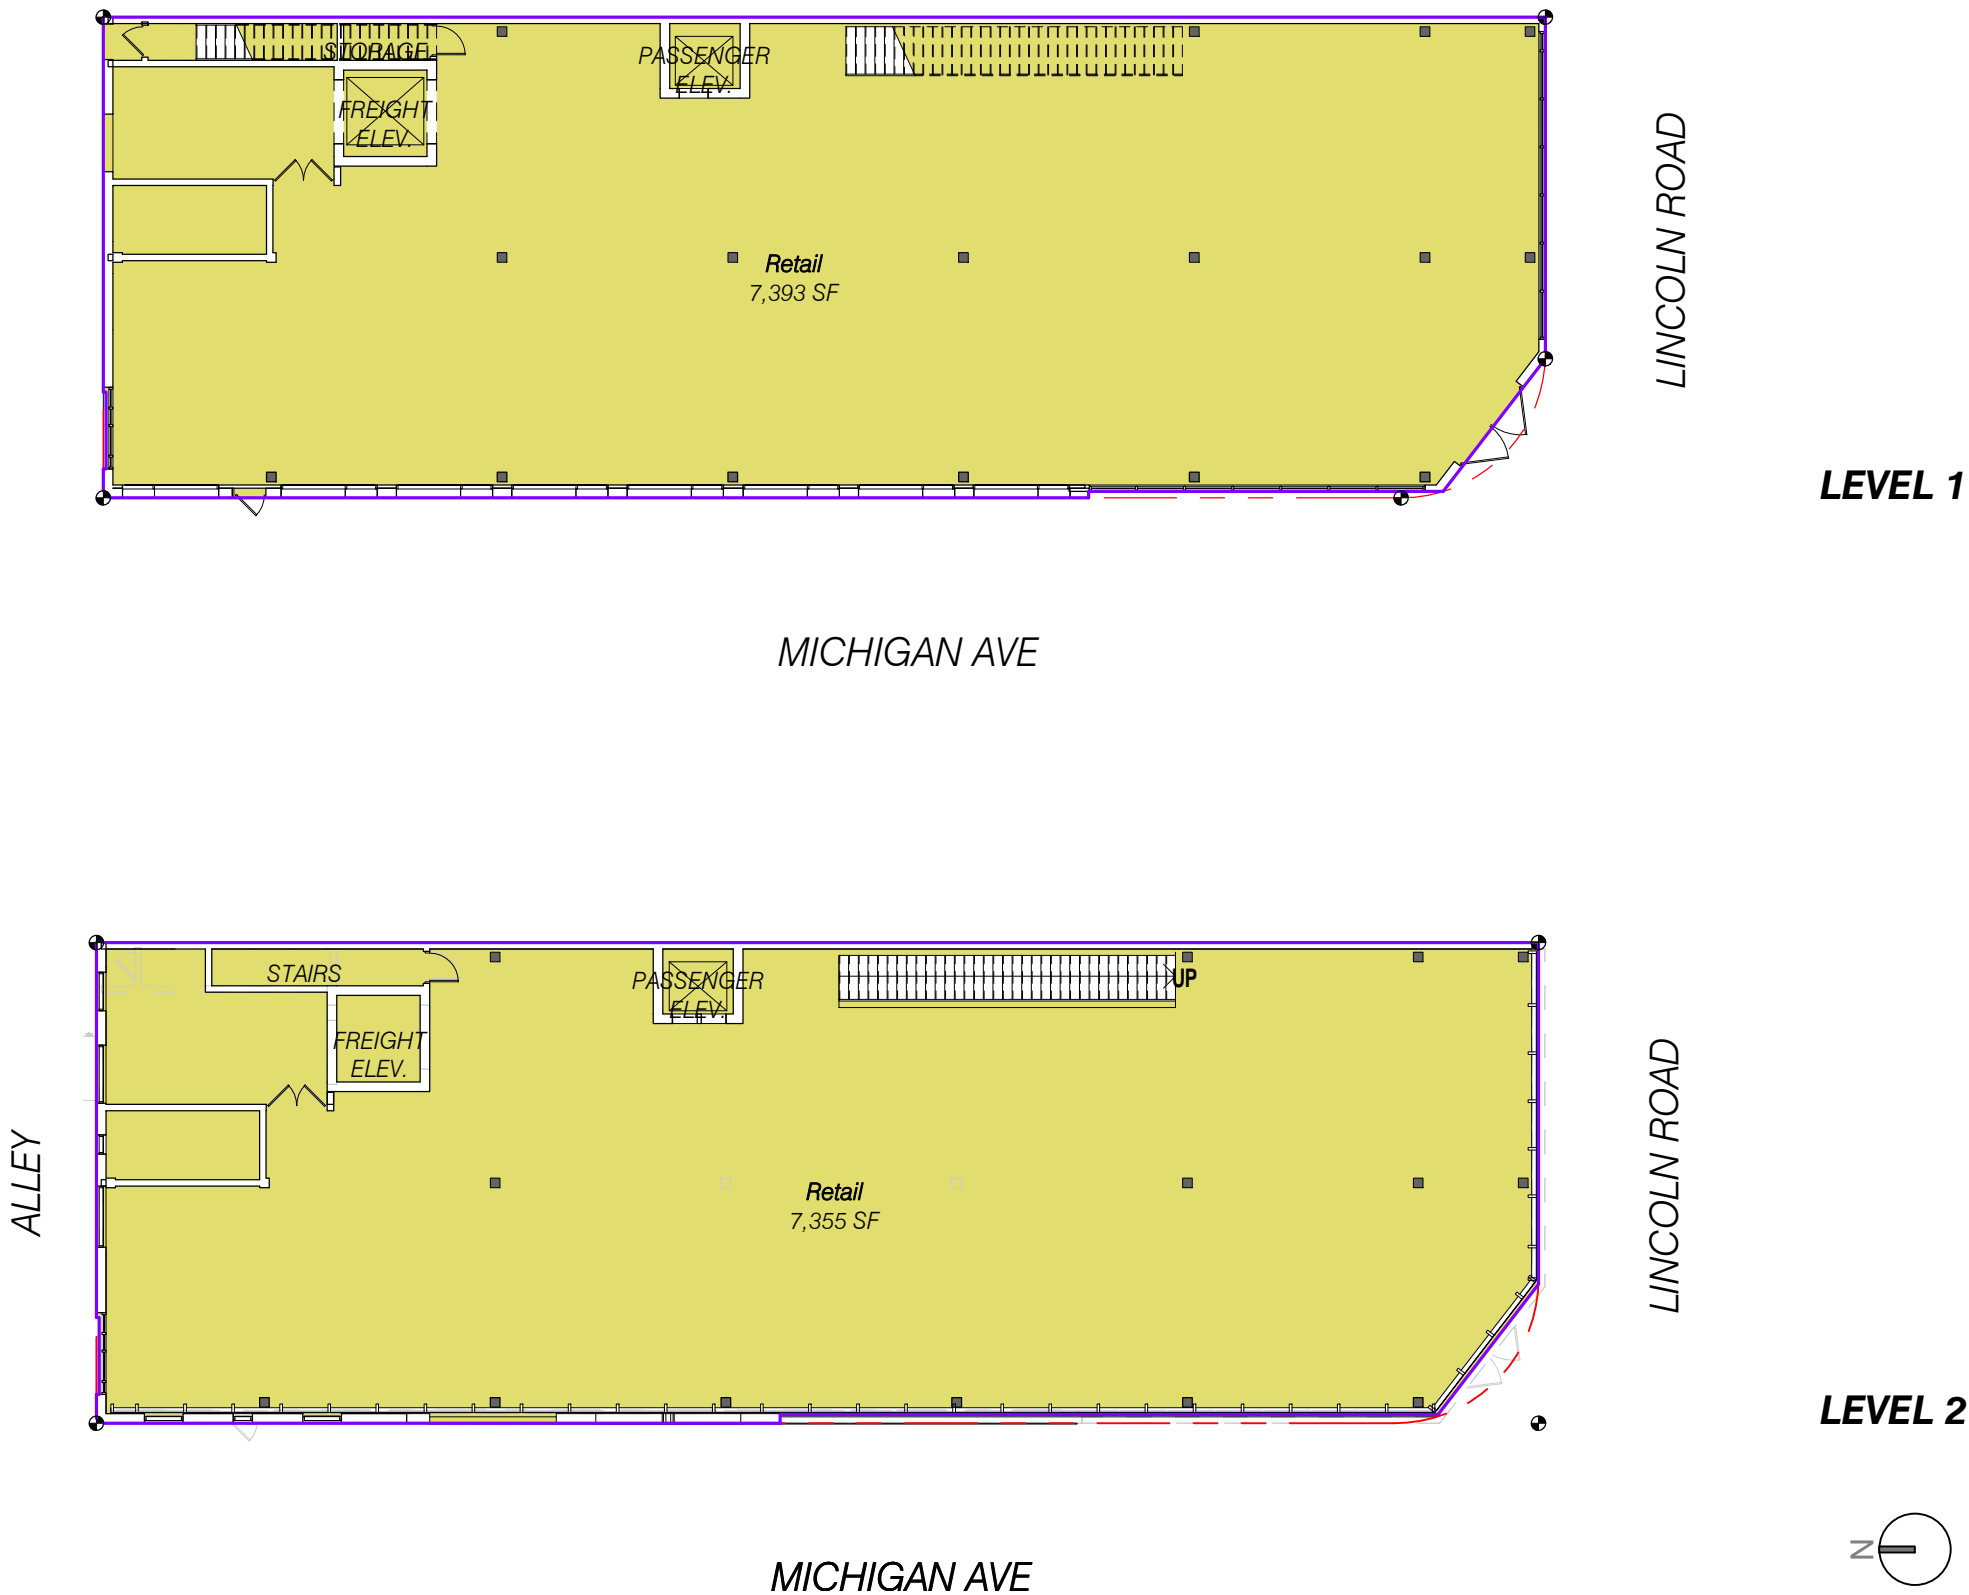 STORAGE
PASSENGER
ELEV.
FREIGHT
ELEV.
Retail
7,393 SF
LINCOLN ROAD
LEVEL 1
MICHIGAN AVE
STAIRS
PASSENGER
ELEV.
UP
FREIGHT
ELEV.
ALLEY
Retail
7,355 SF
LINCOLN ROAD
LEVEL 2
N
MICHIGAN AVE